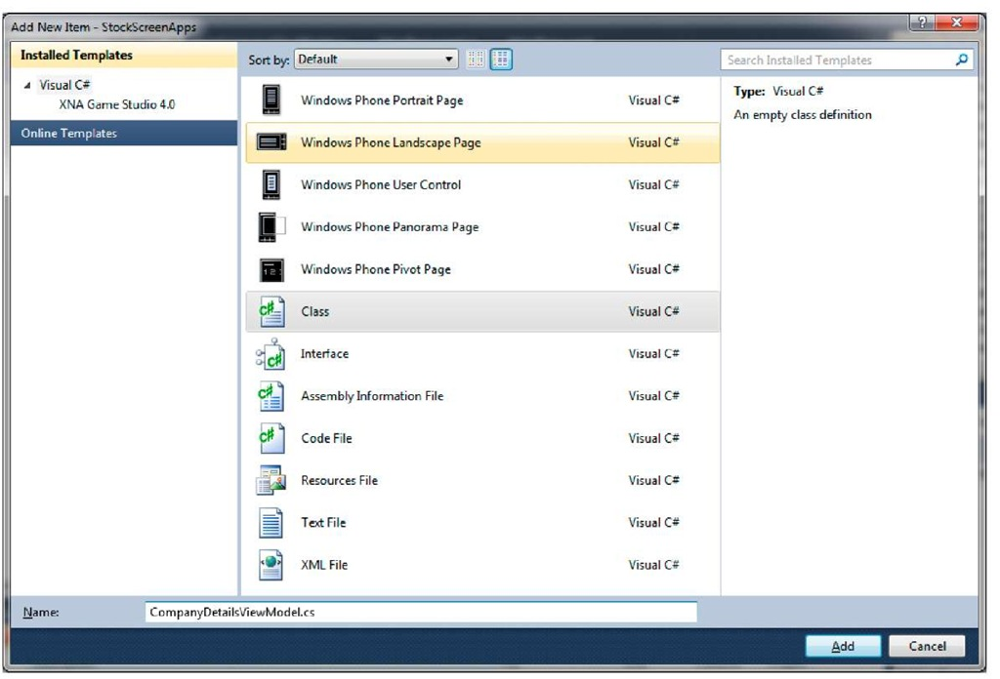 Add New Item - StockScreenApps
Installed Templates
Visual C#
XNA Game Studio 4.0
Online Templates
Sort by: Default
Search Installed Templates
Windows Phone Portrait Page Visual C#
Windows Phone Landscape Page Visual C#
Windows Phone User Control Visual C#
Windows Phone Panorama Page Visual C#
Windows Phone Pivot Page Visual C#
Class Visual C#
Interface Visual C#
Assembly Information File Visual C#
Code File Visual C#
Resources File Visual C#
Text File Visual C#
XML File Visual C#
Type: Visual C#
An empty class definition
Name: CompanyDetailsViewModel.cs
Add Cancel